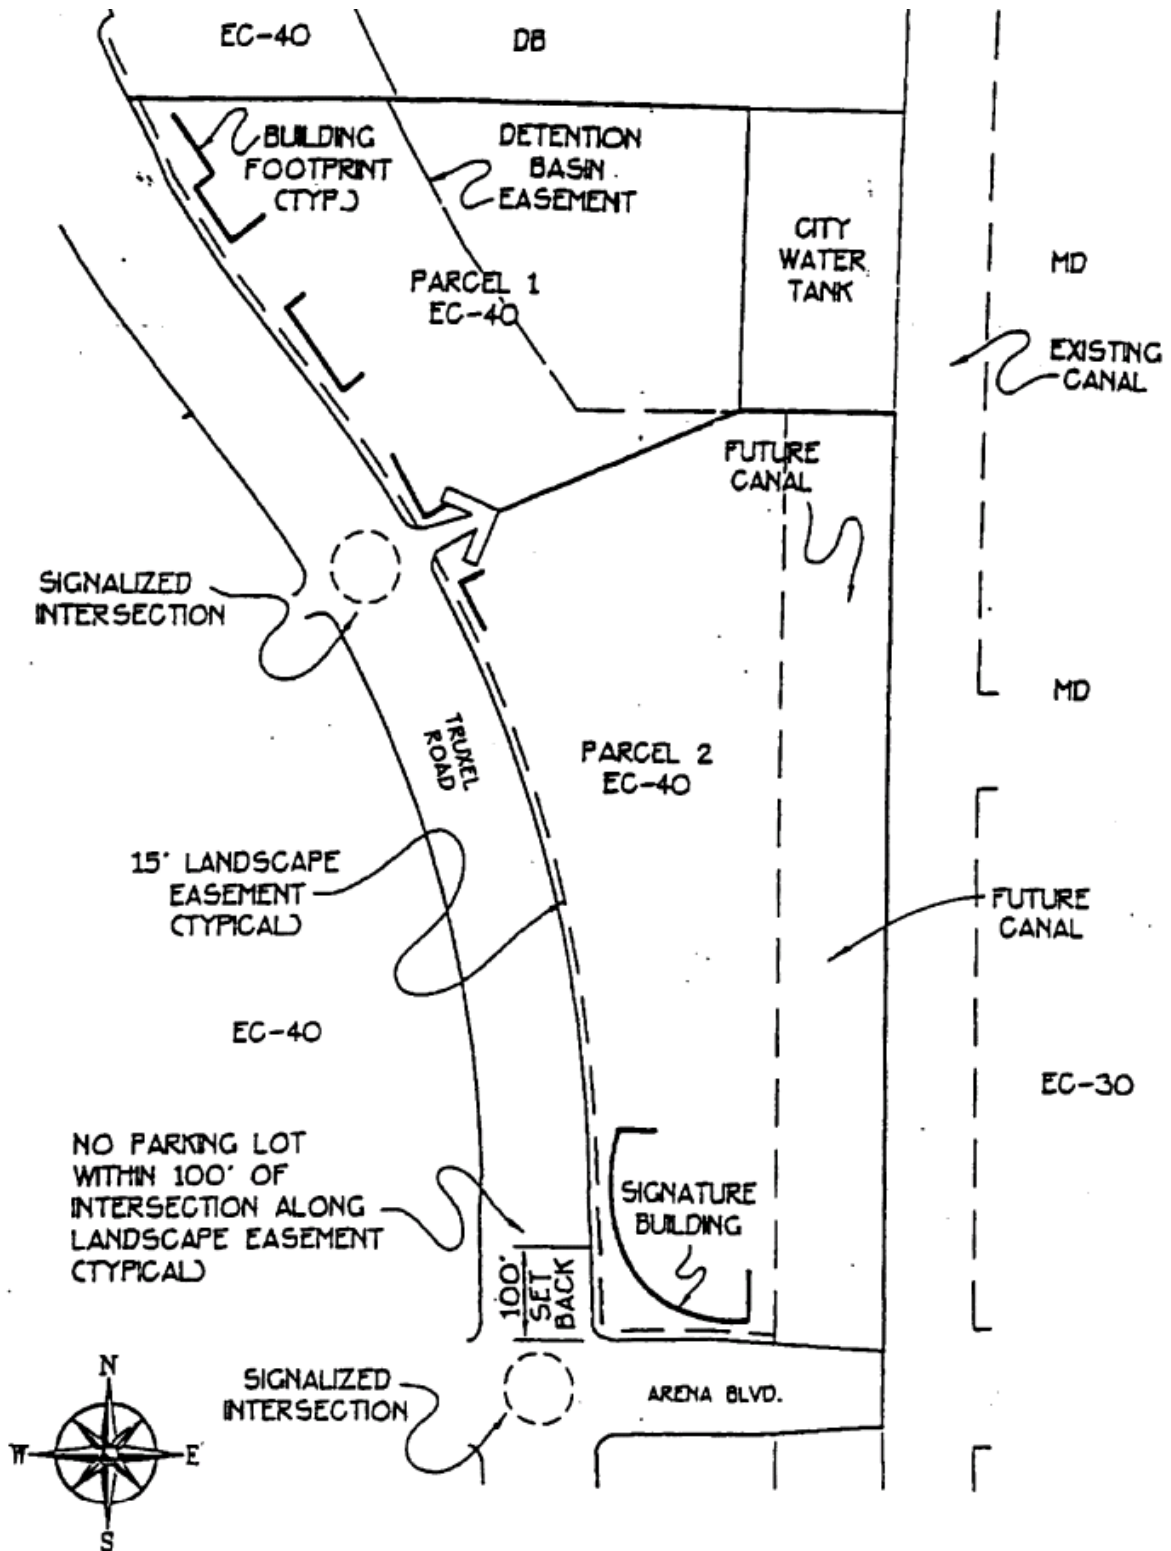 EC-40
DB
BUILDING
FOOTPRINT
(TYP.)
DETENTION
BASIN
EASEMENT
CITY
WATER
TANK
MD
PARCEL 1
EC-40
EXISTING
CANAL
FUTURE
CANAL
SIGNALIZED
INTERSECTION
MD
TRUXEL
ROAD
PARCEL 2
EC-40
15' LANDSCAPE
EASEMENT
(TYPICAL)
FUTURE
CANAL
EC-40
EC-30
NO PARKING LOT
WITHIN 100' OF
INTERSECTION ALONG
LANDSCAPE EASEMENT
(TYPICAL)
SIGNATURE
BUILDING
100'
SET
BACK
SIGNALIZED
INTERSECTION
ARENA BLVD.
N
W
E
S